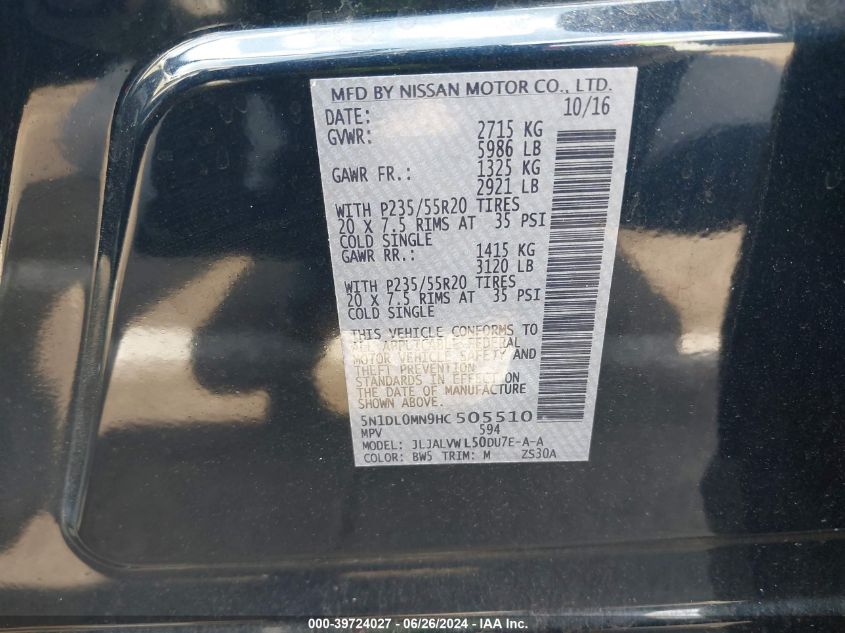 MFD BY NISSAN MOTOR CO., LTD.
DATE: 10/16
GVWR: 2715 KG
5986 LB
GAWR FR.: 1325 KG
2921 LB
WITH P235/55R20 TIRES
20 X 7.5 RIMS AT 35 PSI
COLD SINGLE
GAWR RR.: 1415 KG
3120 LB
WITH P235/55R20 TIRES
20 X 7.5 RIMS AT 35 PSI
COLD SINGLE
THIS VEHICLE CONFORMS TO
ALL APPLICABLE FEDERAL
MOTOR VEHICLE SAFETY AND
THEFT PREVENTION
STANDARDS IN EFFECT ON
THE DATE OF MANUFACTURE
SHOWN ABOVE.
5N1DL0MN9HC 505510
MPV 594
MODEL: JLJALVWL50DU7E-A-A
COLOR: BW5 TRIM: M ZS30A
000-39724027 - 06/26/2024 - IAA, Inc.